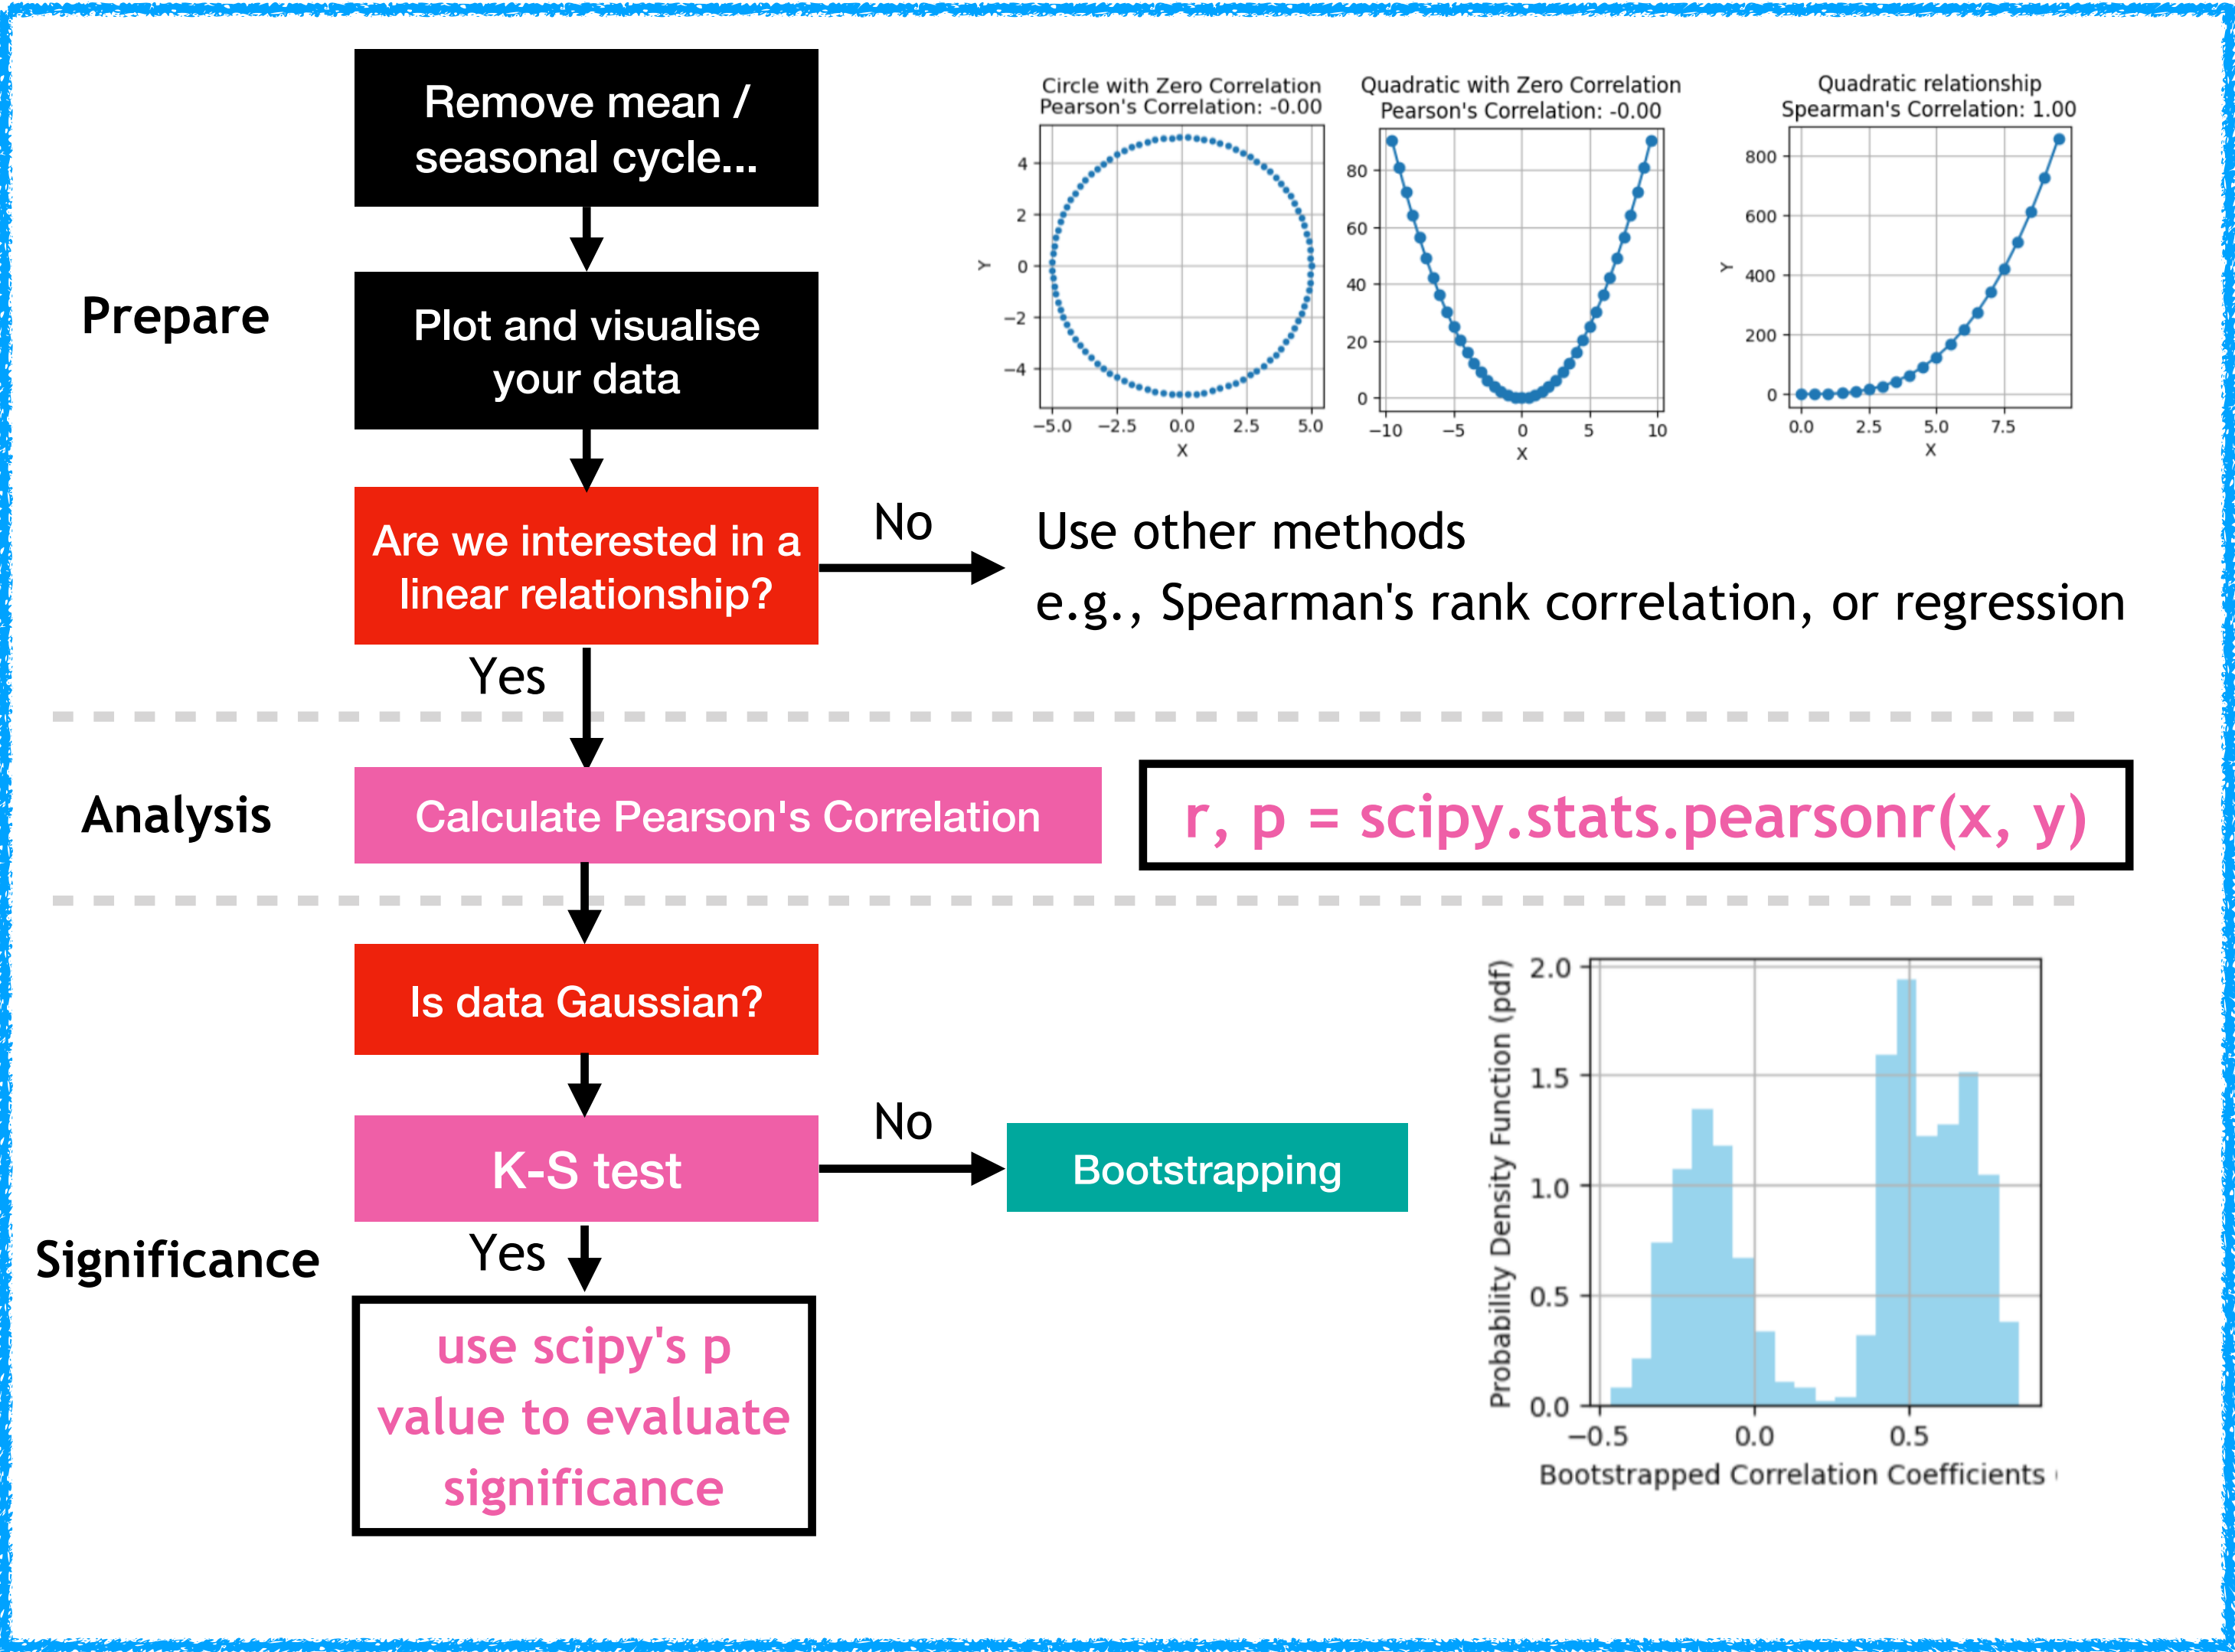 Remove mean /
seasonal cycle...
Plot and visualise
your data
Prepare
Are we interested in a
linear relationship?
No
Yes
Use other methods
e.g., Spearman's rank correlation, or regression
Circle with Zero Correlation
Pearson's Correlation: -0.00
4
2
0
−2
−4
Y
−5.0 −2.5 0.0 2.5 5.0
X
Quadratic with Zero Correlation
Pearson's Correlation: -0.00
80
60
40
20
0
−10 −5 0 5 10
X
Quadratic relationship
Spearman's Correlation: 1.00
800
600
400
200
0
Y
0.0 2.5 5.0 7.5
X
Analysis
Calculate Pearson's Correlation
r, p = scipy.stats.pearsonr(x, y)
Is data Gaussian?
K-S test
No
Bootstrapping
Yes
Significance
use scipy's p
value to evaluate
significance
Probability Density Function (pdf)
2.0
1.5
1.0
0.5
0.0
−0.5 0.0 0.5
Bootstrapped Correlation Coefficients